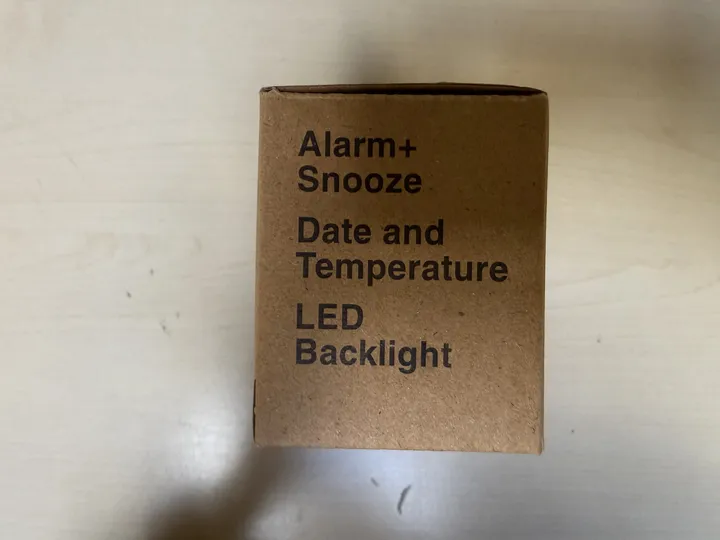 Alarm+
Snooze
Date and
Temperature
LED
Backlight